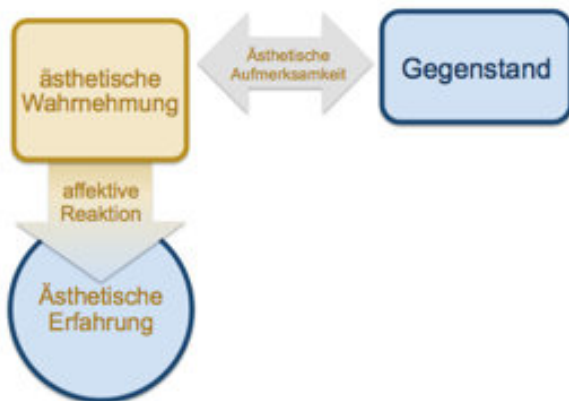 ästhetische
Wahrnehmung
Ästhetische
Aufmerksamkeit
Gegenstand
affektive
Reaktion
Ästhetische
Erfahrung